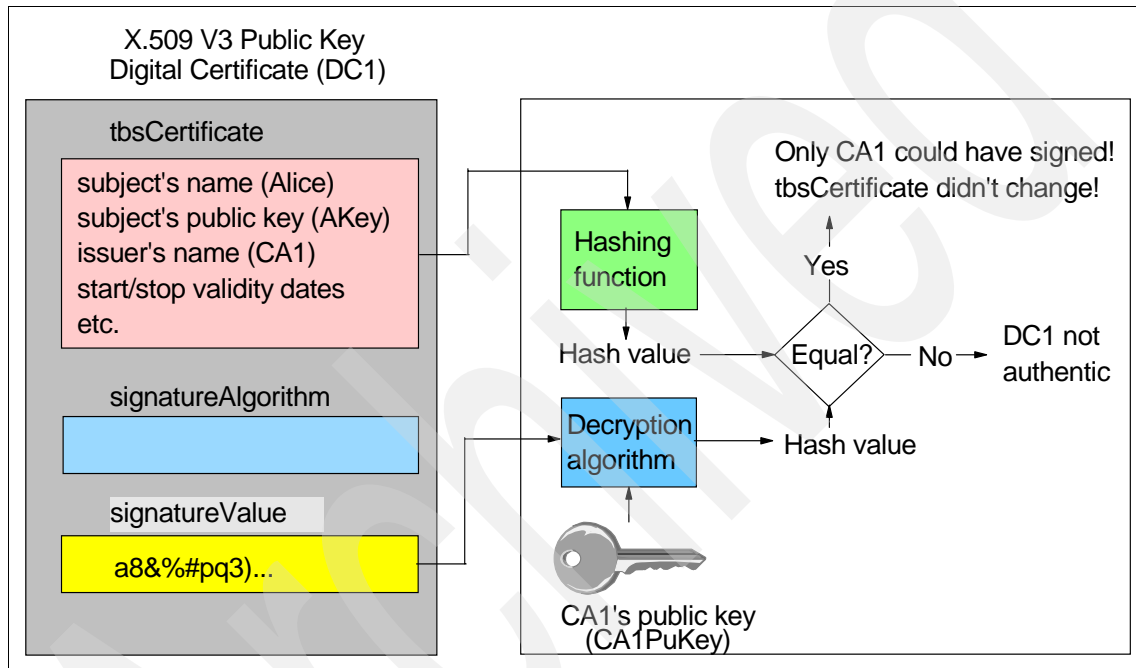 X.509 V3 Public Key
Digital Certificate (DC1)
tbsCertificate
subject's name (Alice)
subject's public key (AKey)
issuer's name (CA1)
start/stop validity dates
etc.
signatureAlgorithm
signatureValue
a8&%#pq3)...
Only CA1 could have signed!
tbsCertificate didn't change!
Hashing
function
Yes
Hash value
Equal?
No
DC1 not
authentic
Decryption
algorithm
Hash value
CA1's public key
(CA1PuKey)
Archived